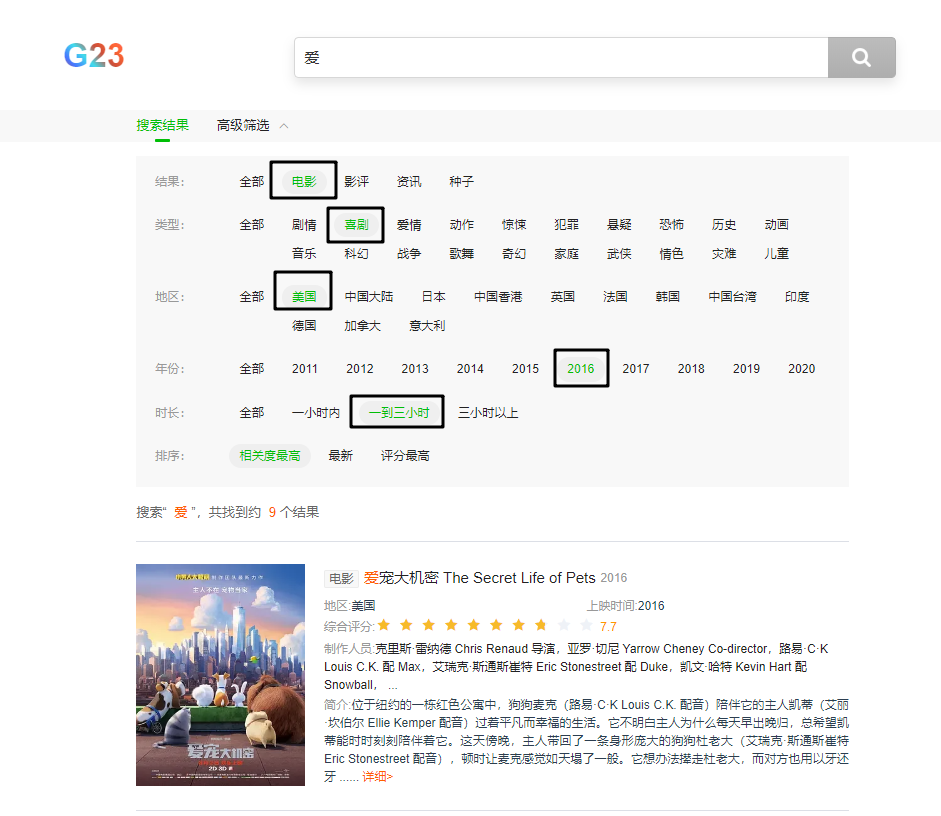 G23
爱
搜索结果 高级筛选
结果: 全部 电影 影评 资讯 种子
类型: 全部 剧情 喜剧 爱情 动作 惊悚 犯罪 悬疑 恐怖 历史 动画
音乐 科幻 战争 歌舞 奇幻 家庭 武侠 情色 灾难 儿童
地区: 全部 美国 中国大陆 日本 中国香港 英国 法国 韩国 中国台湾 印度
德国 加拿大 意大利
年份: 全部 2011 2012 2013 2014 2015 2016 2017 2018 2019 2020
时长: 全部 一小时内 一到三小时 三小时以上
排序: 相关度最高 最新 评分最高
搜索“ 爱 ”，共找到约 9 个结果
主人不在 宠物当家
爱宠大机密
电影 爱宠大机密 The Secret Life of Pets 2016
地区:美国 上映时间:2016
综合评分: 7.7
制作人员:克里斯·雷纳德 Chris Renaud 导演，亚罗·切尼 Yarrow Cheney Co-director，路易·C·K
Louis C.K. 配 Max，艾瑞克·斯通斯崔特 Eric Stonestreet 配 Duke，凯文·哈特 Kevin Hart 配
Snowball， ...
简介:位于纽约的一栋红色公寓中，狗狗麦克（路易·C·K Louis C.K. 配音）陪伴它的主人凯蒂（艾丽
·坎伯尔 Ellie Kemper 配音）过着平凡而幸福的生活。它不明白主人为什么每天早出晚归，总希望凯
蒂能时时刻刻陪伴着它。这天傍晚，主人带回了一条身形庞大的狗狗杜老大（艾瑞克·斯通斯崔特
Eric Stonestreet 配音），顿时让麦克感觉如天塌了一般。它想办法撵走杜老大，而对方也用以牙还
牙 ...... 详细>